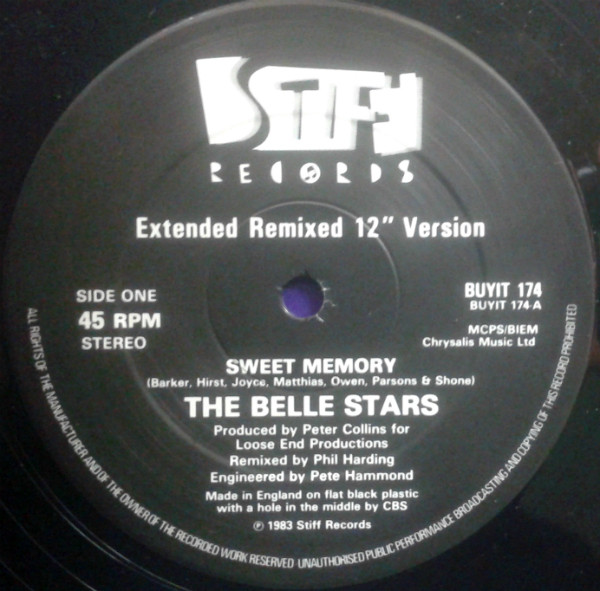 STIFF
RECORDS
Extended Remixed 12" Version
SIDE ONE
45 RPM
STEREO
BUYIT 174
BUYIT 174-A
MCPS/BIEM
Chrysalis Music Ltd
SWEET MEMORY
(Barker, Hirst, Joyce, Matthias, Owen, Parsons & Shone)
THE BELLE STARS
Produced by Peter Collins for
Loose End Productions
Remixed by Phil Harding
Engineered by Pete Hammond
Made in England on flat black plastic
with a hole in the middle by CBS
℗ 1983 Stiff Records
ALL RIGHTS OF THE MANUFACTURER AND OF THE OWNER OF THE RECORDED WORK RESERVED UNAUTHORISED PUBLIC PERFORMANCE BROADCASTING AND COPYING OF THIS RECORD PROHIBITED